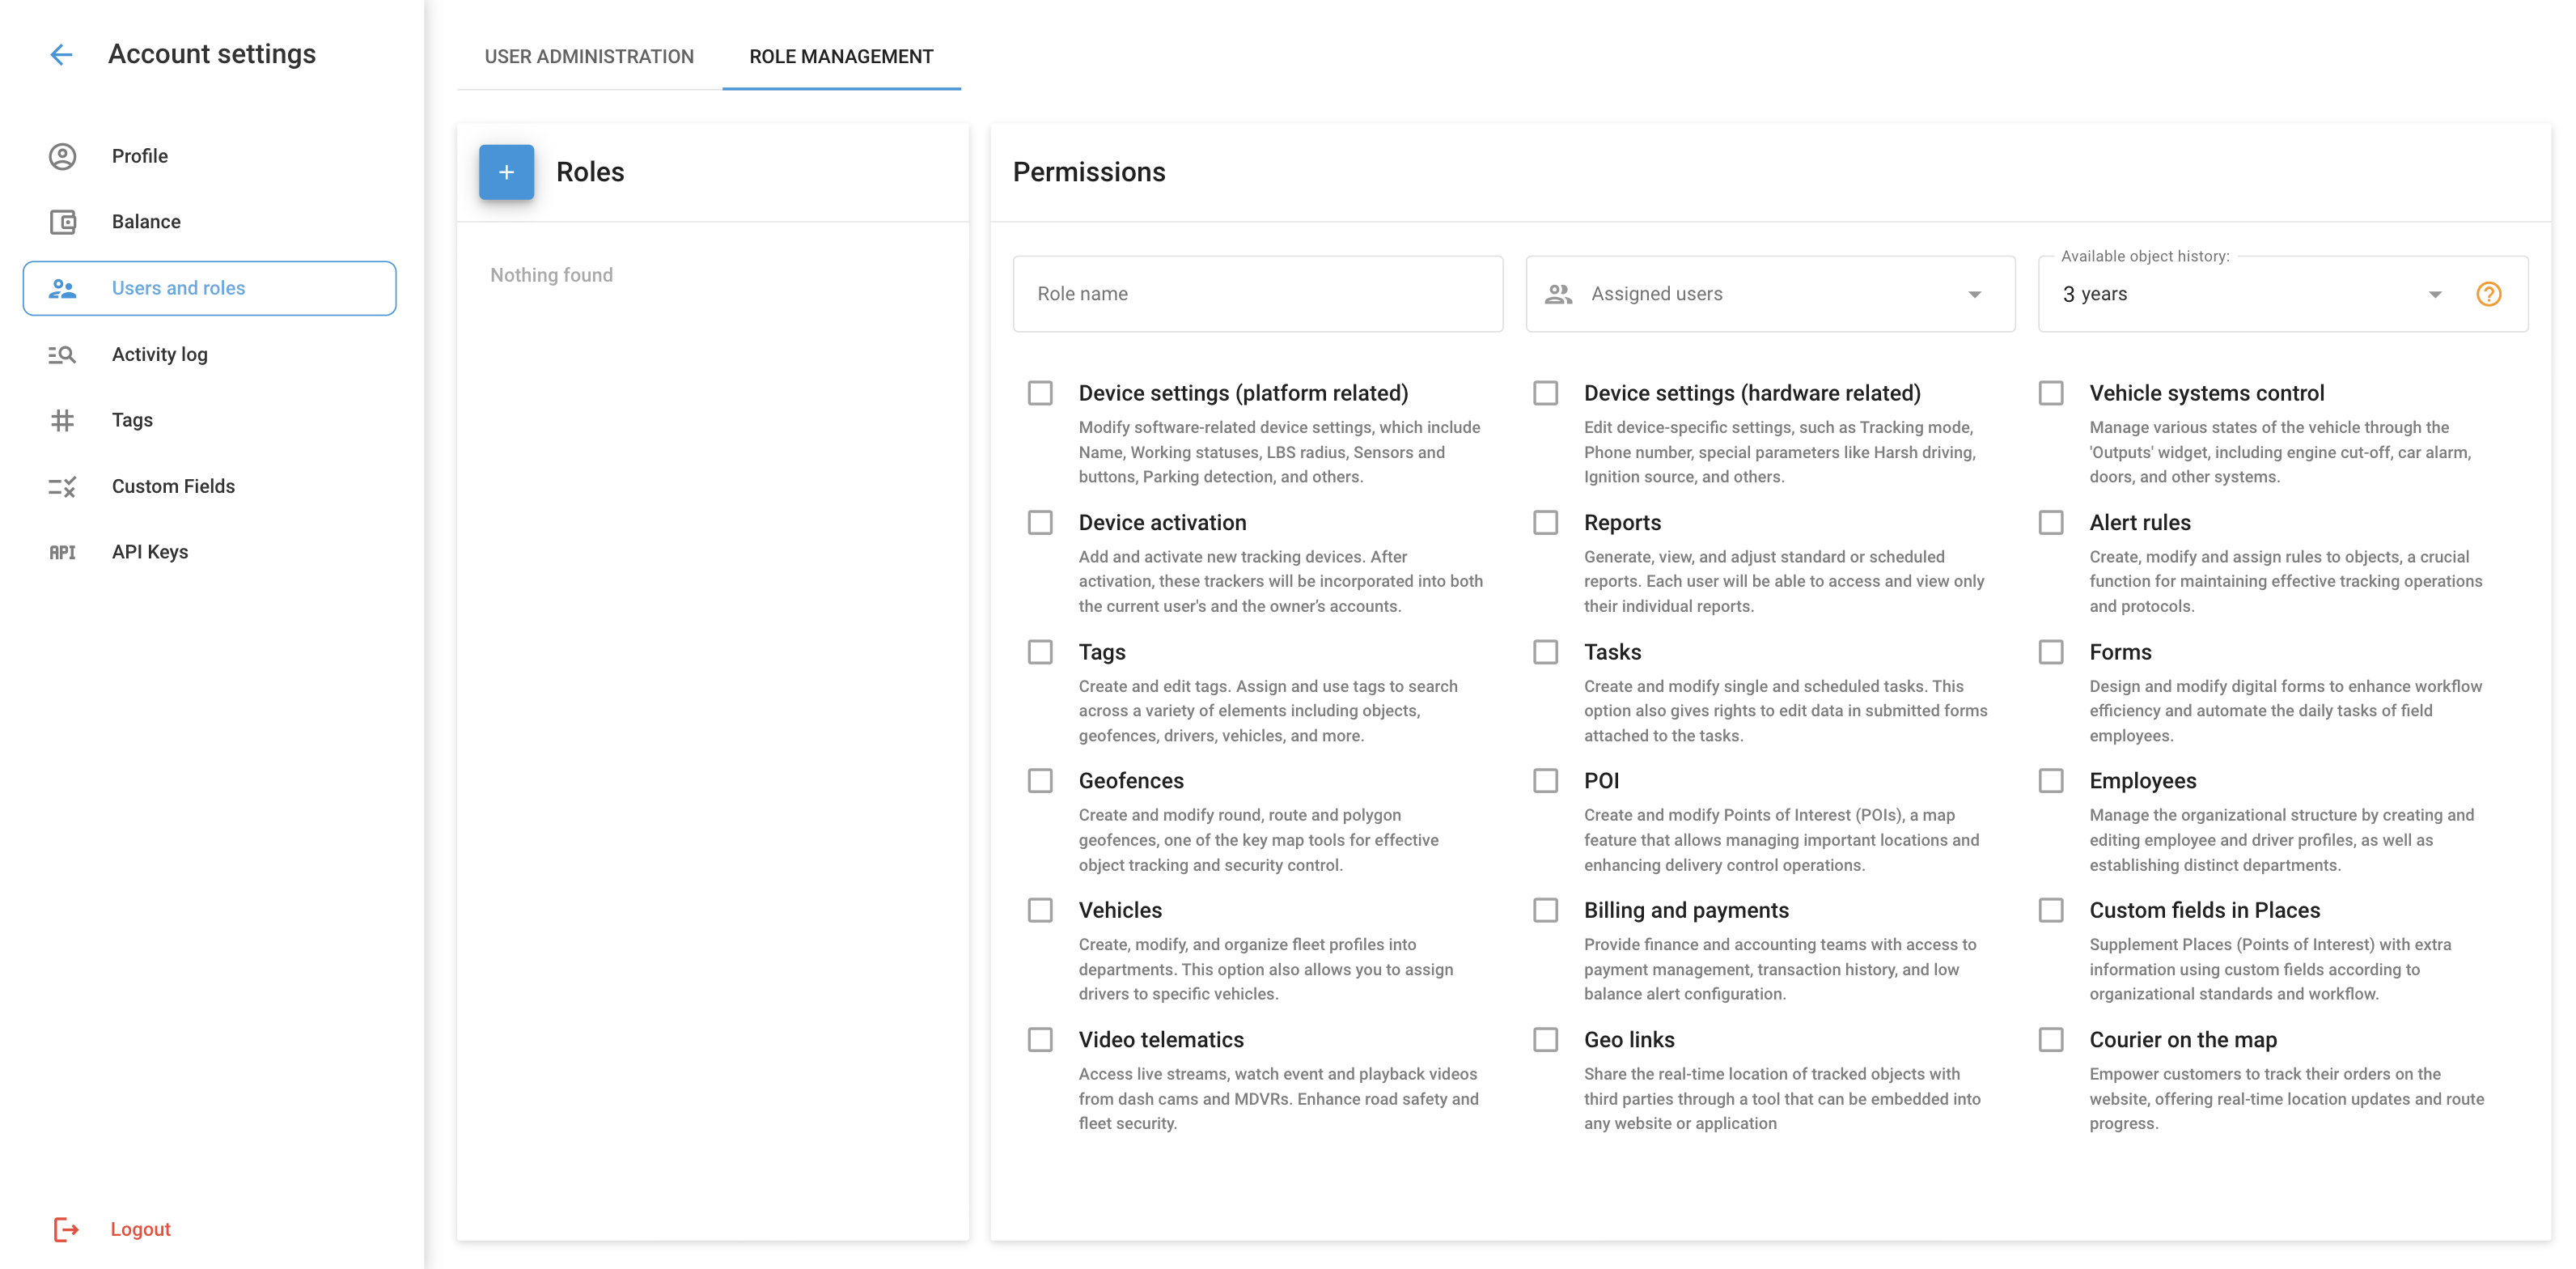 Account settings
Profile
Balance
Users and roles
Activity log
Tags
Custom Fields
API API Keys
Logout
USER ADMINISTRATION
ROLE MANAGEMENT
+ Roles
Nothing found
Permissions
Role name
Assigned users
Available object history:
3 years
?
Device settings (platform related)
Modify software-related device settings, which include
Name, Working statuses, LBS radius, Sensors and
buttons, Parking detection, and others.
Device settings (hardware related)
Edit device-specific settings, such as Tracking mode,
Phone number, special parameters like Harsh driving,
Ignition source, and others.
Vehicle systems control
Manage various states of the vehicle through the
'Outputs' widget, including engine cut-off, car alarm,
doors, and other systems.
Device activation
Add and activate new tracking devices. After
activation, these trackers will be incorporated into both
the current user's and the owner’s accounts.
Reports
Generate, view, and adjust standard or scheduled
reports. Each user will be able to access and view only
their individual reports.
Alert rules
Create, modify and assign rules to objects, a crucial
function for maintaining effective tracking operations
and protocols.
Tags
Create and edit tags. Assign and use tags to search
across a variety of elements including objects,
geofences, drivers, vehicles, and more.
Tasks
Create and modify single and scheduled tasks. This
option also gives rights to edit data in submitted forms
attached to the tasks.
Forms
Design and modify digital forms to enhance workflow
efficiency and automate the daily tasks of field
employees.
Geofences
Create and modify round, route and polygon
geofences, one of the key map tools for effective
object tracking and security control.
POI
Create and modify Points of Interest (POIs), a map
feature that allows managing important locations and
enhancing delivery control operations.
Employees
Manage the organizational structure by creating and
editing employee and driver profiles, as well as
establishing distinct departments.
Vehicles
Create, modify, and organize fleet profiles into
departments. This option also allows you to assign
drivers to specific vehicles.
Billing and payments
Provide finance and accounting teams with access to
payment management, transaction history, and low
balance alert configuration.
Custom fields in Places
Supplement Places (Points of Interest) with extra
information using custom fields according to
organizational standards and workflow.
Video telematics
Access live streams, watch event and playback videos
from dash cams and MDVRs. Enhance road safety and
fleet security.
Geo links
Share the real-time location of tracked objects with
third parties through a tool that can be embedded into
any website or application
Courier on the map
Empower customers to track their orders on the
website, offering real-time location updates and route
progress.